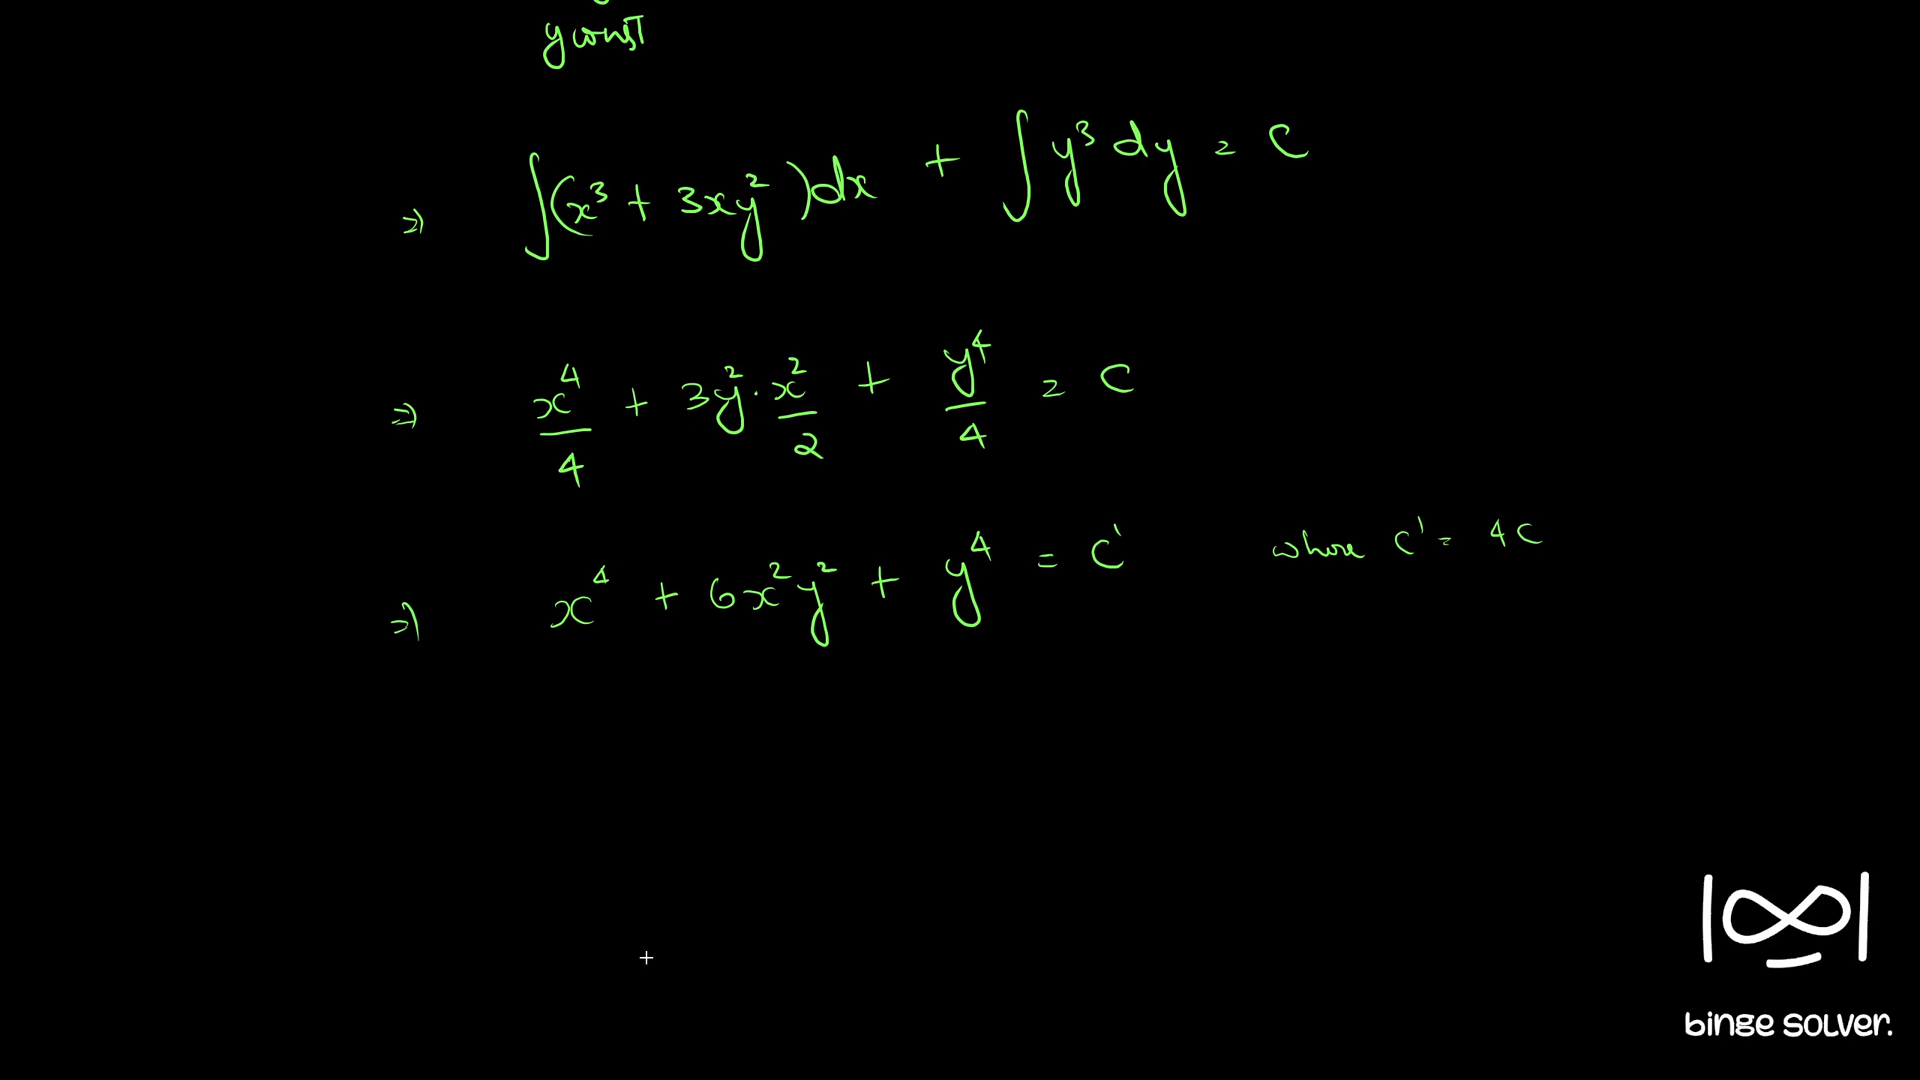 y const
⇒ ∫(x³ + 3xy²)dx + ∫y³ dy = C
⇒ x⁴/4 + 3y² · x²/2 + y⁴/4 = C
⇒ x⁴ + 6x²y² + y⁴ = C' where C' = 4C
binge solver.